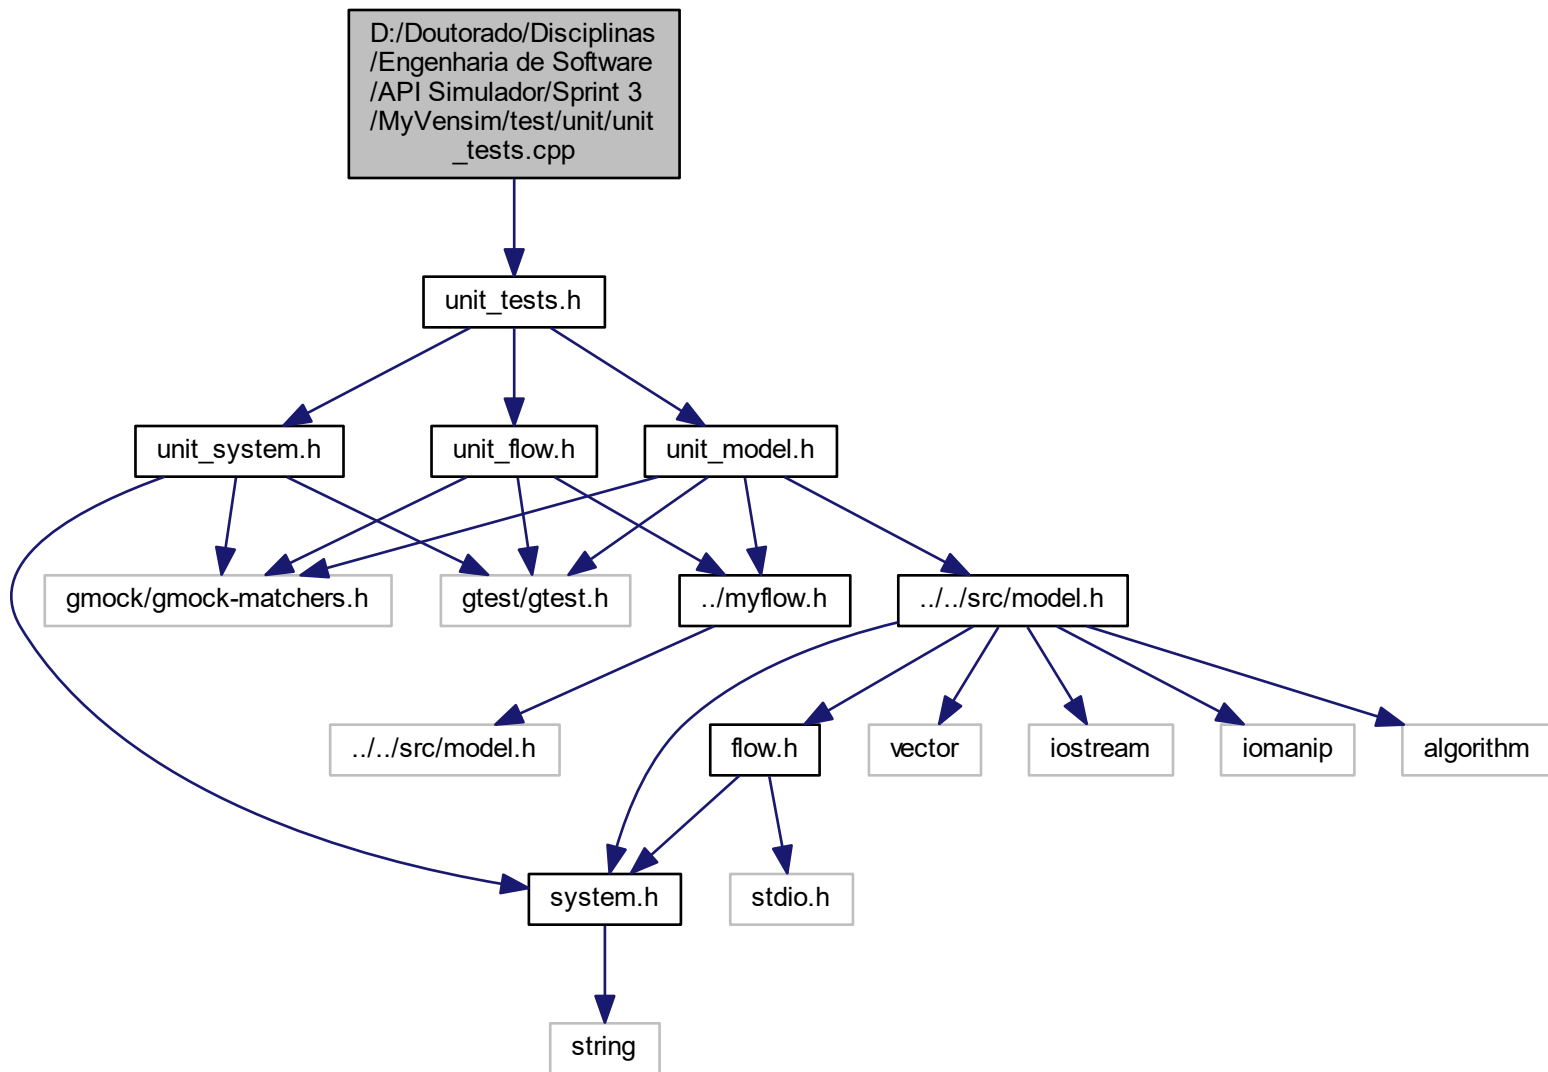 D:/Doutorado/Disciplinas
/Engenharia de Software
/API Simulador/Sprint 3
/MyVensim/test/unit/unit
_tests.cpp
unit_tests.h
unit_system.h
unit_flow.h
unit_model.h
gmock/gmock-matchers.h
gtest/gtest.h
../myflow.h
../../src/model.h
../../src/model.h
flow.h
vector
iostream
iomanip
algorithm
system.h
stdio.h
string